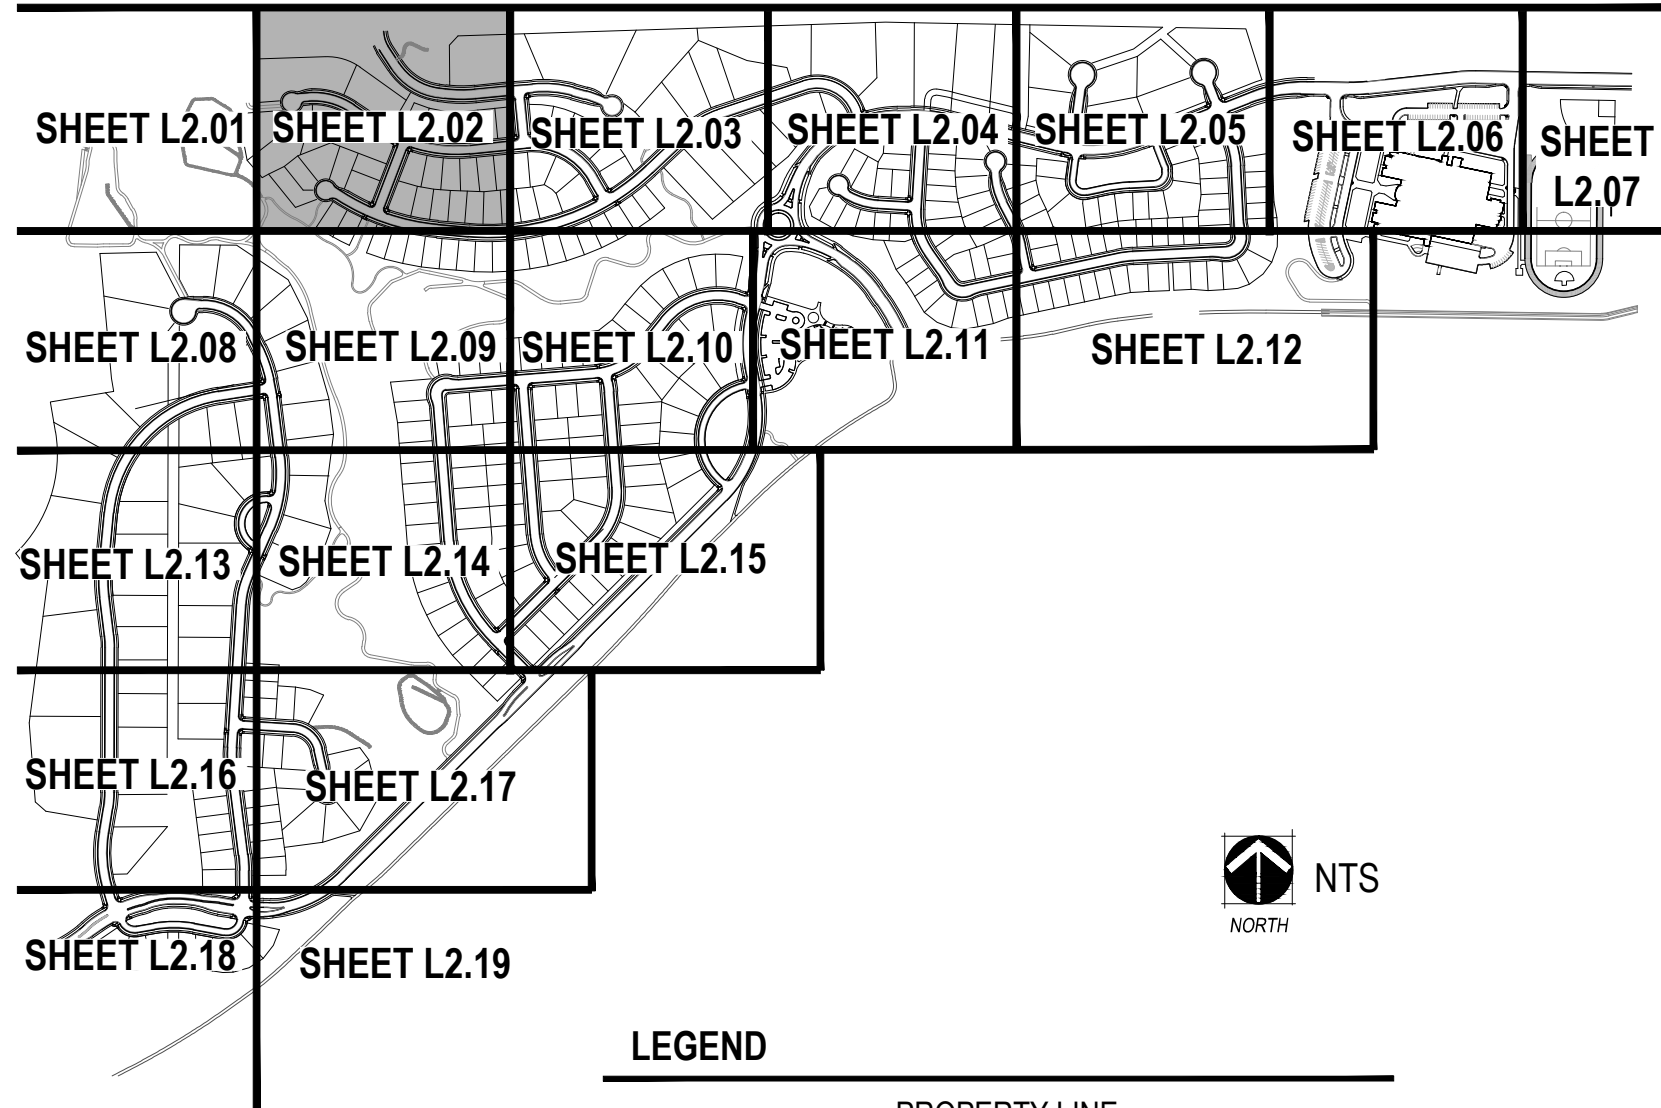 SHEET L2.01
SHEET L2.02
SHEET L2.03
SHEET L2.04
SHEET L2.05
SHEET L2.06
SHEET
L2.07
SHEET L2.08
SHEET L2.09
SHEET L2.10
SHEET L2.11
SHEET L2.12
SHEET L2.13
SHEET L2.14
SHEET L2.15
SHEET L2.16
SHEET L2.17
NTS
NORTH
SHEET L2.18
SHEET L2.19
LEGEND
PROPERTY LINE